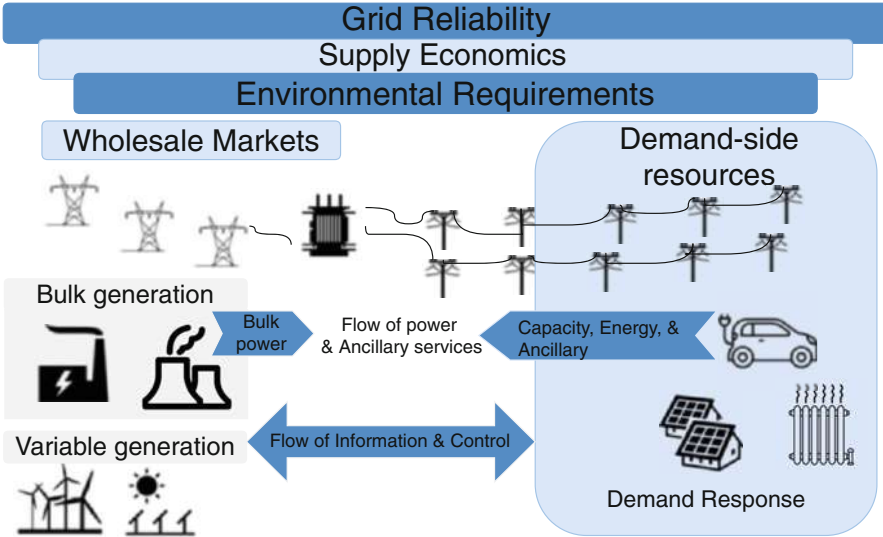 Grid Reliability
Supply Economics
Environmental Requirements
Wholesale Markets
Demand-side
resources
Bulk generation
Bulk
power
Flow of power
& Ancillary services
Capacity, Energy, &
Ancillary
Variable generation
Flow of Information & Control
Demand Response